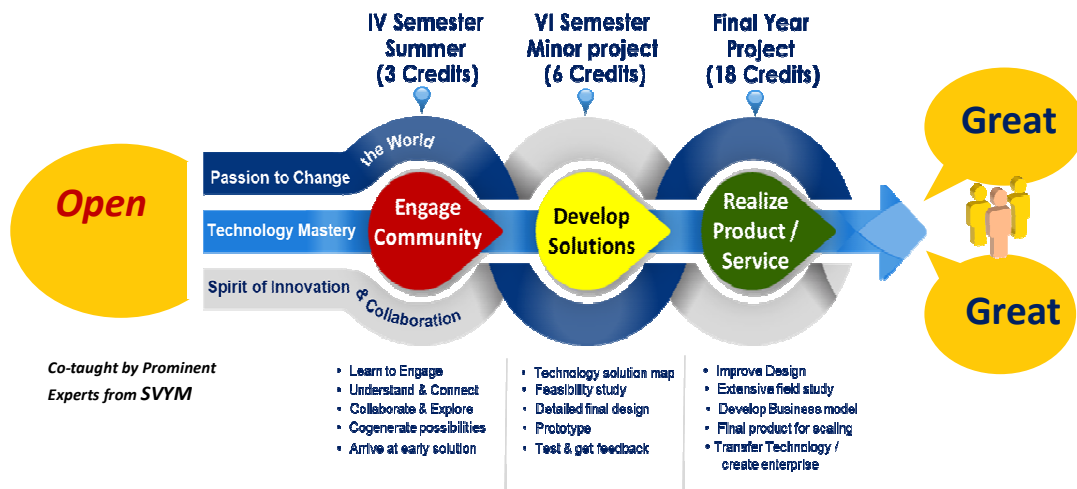 IV Semester
Summer
(3 Credits)
VI Semester
Minor project
(6 Credits)
Final Year
Project
(18 Credits)
Open
Passion to Change
the World
Technology Mastery
Spirit of Innovation
& Collaboration
Engage
Community
Develop
Solutions
Realize
Product /
Service
Great
Great
Co-taught by Prominent
Experts from SVYM
• Learn to Engage
• Understand & Connect
• Collaborate & Explore
• Cogenerate possibilities
• Arrive at early solution
• Technology solution map
• Feasibility study
• Detailed final design
• Prototype
• Test & get feedback
• Improve Design
• Extensive field study
• Develop Business model
• Final product for scaling
• Transfer Technology /
create enterprise